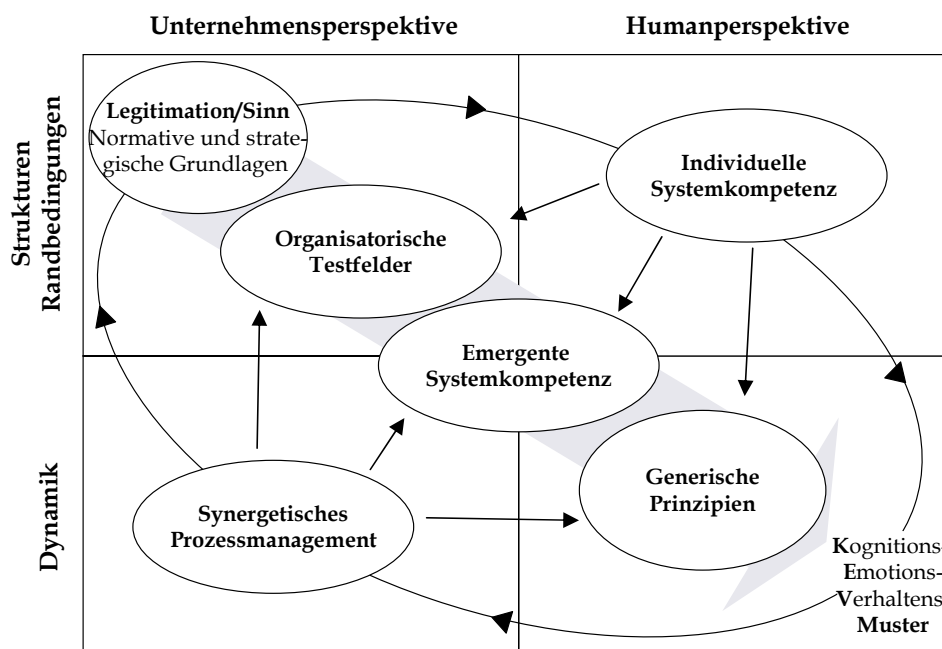 Unternehmensperspektive
Humanperspektive
Strukturen
Randbedingungen
Legitimation/Sinn
Normative und strate-
gische Grundlagen
Individuelle
Systemkompetenz
Organisatorische
Testfelder
Emergente
Systemkompetenz
Dynamik
Synergetisches
Prozessmanagement
Generische
Prinzipien
Kognitions-
Emotions-
Verhaltens
Muster